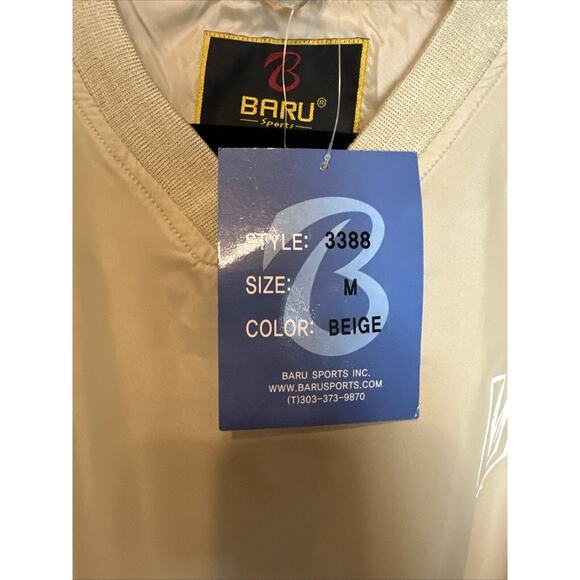 B
BARU®
Sports
STYLE: 3388
SIZE: M
COLOR: BEIGE
BARU SPORTS INC.
WWW.BARUSPORTS.COM
(T)303-373-9870